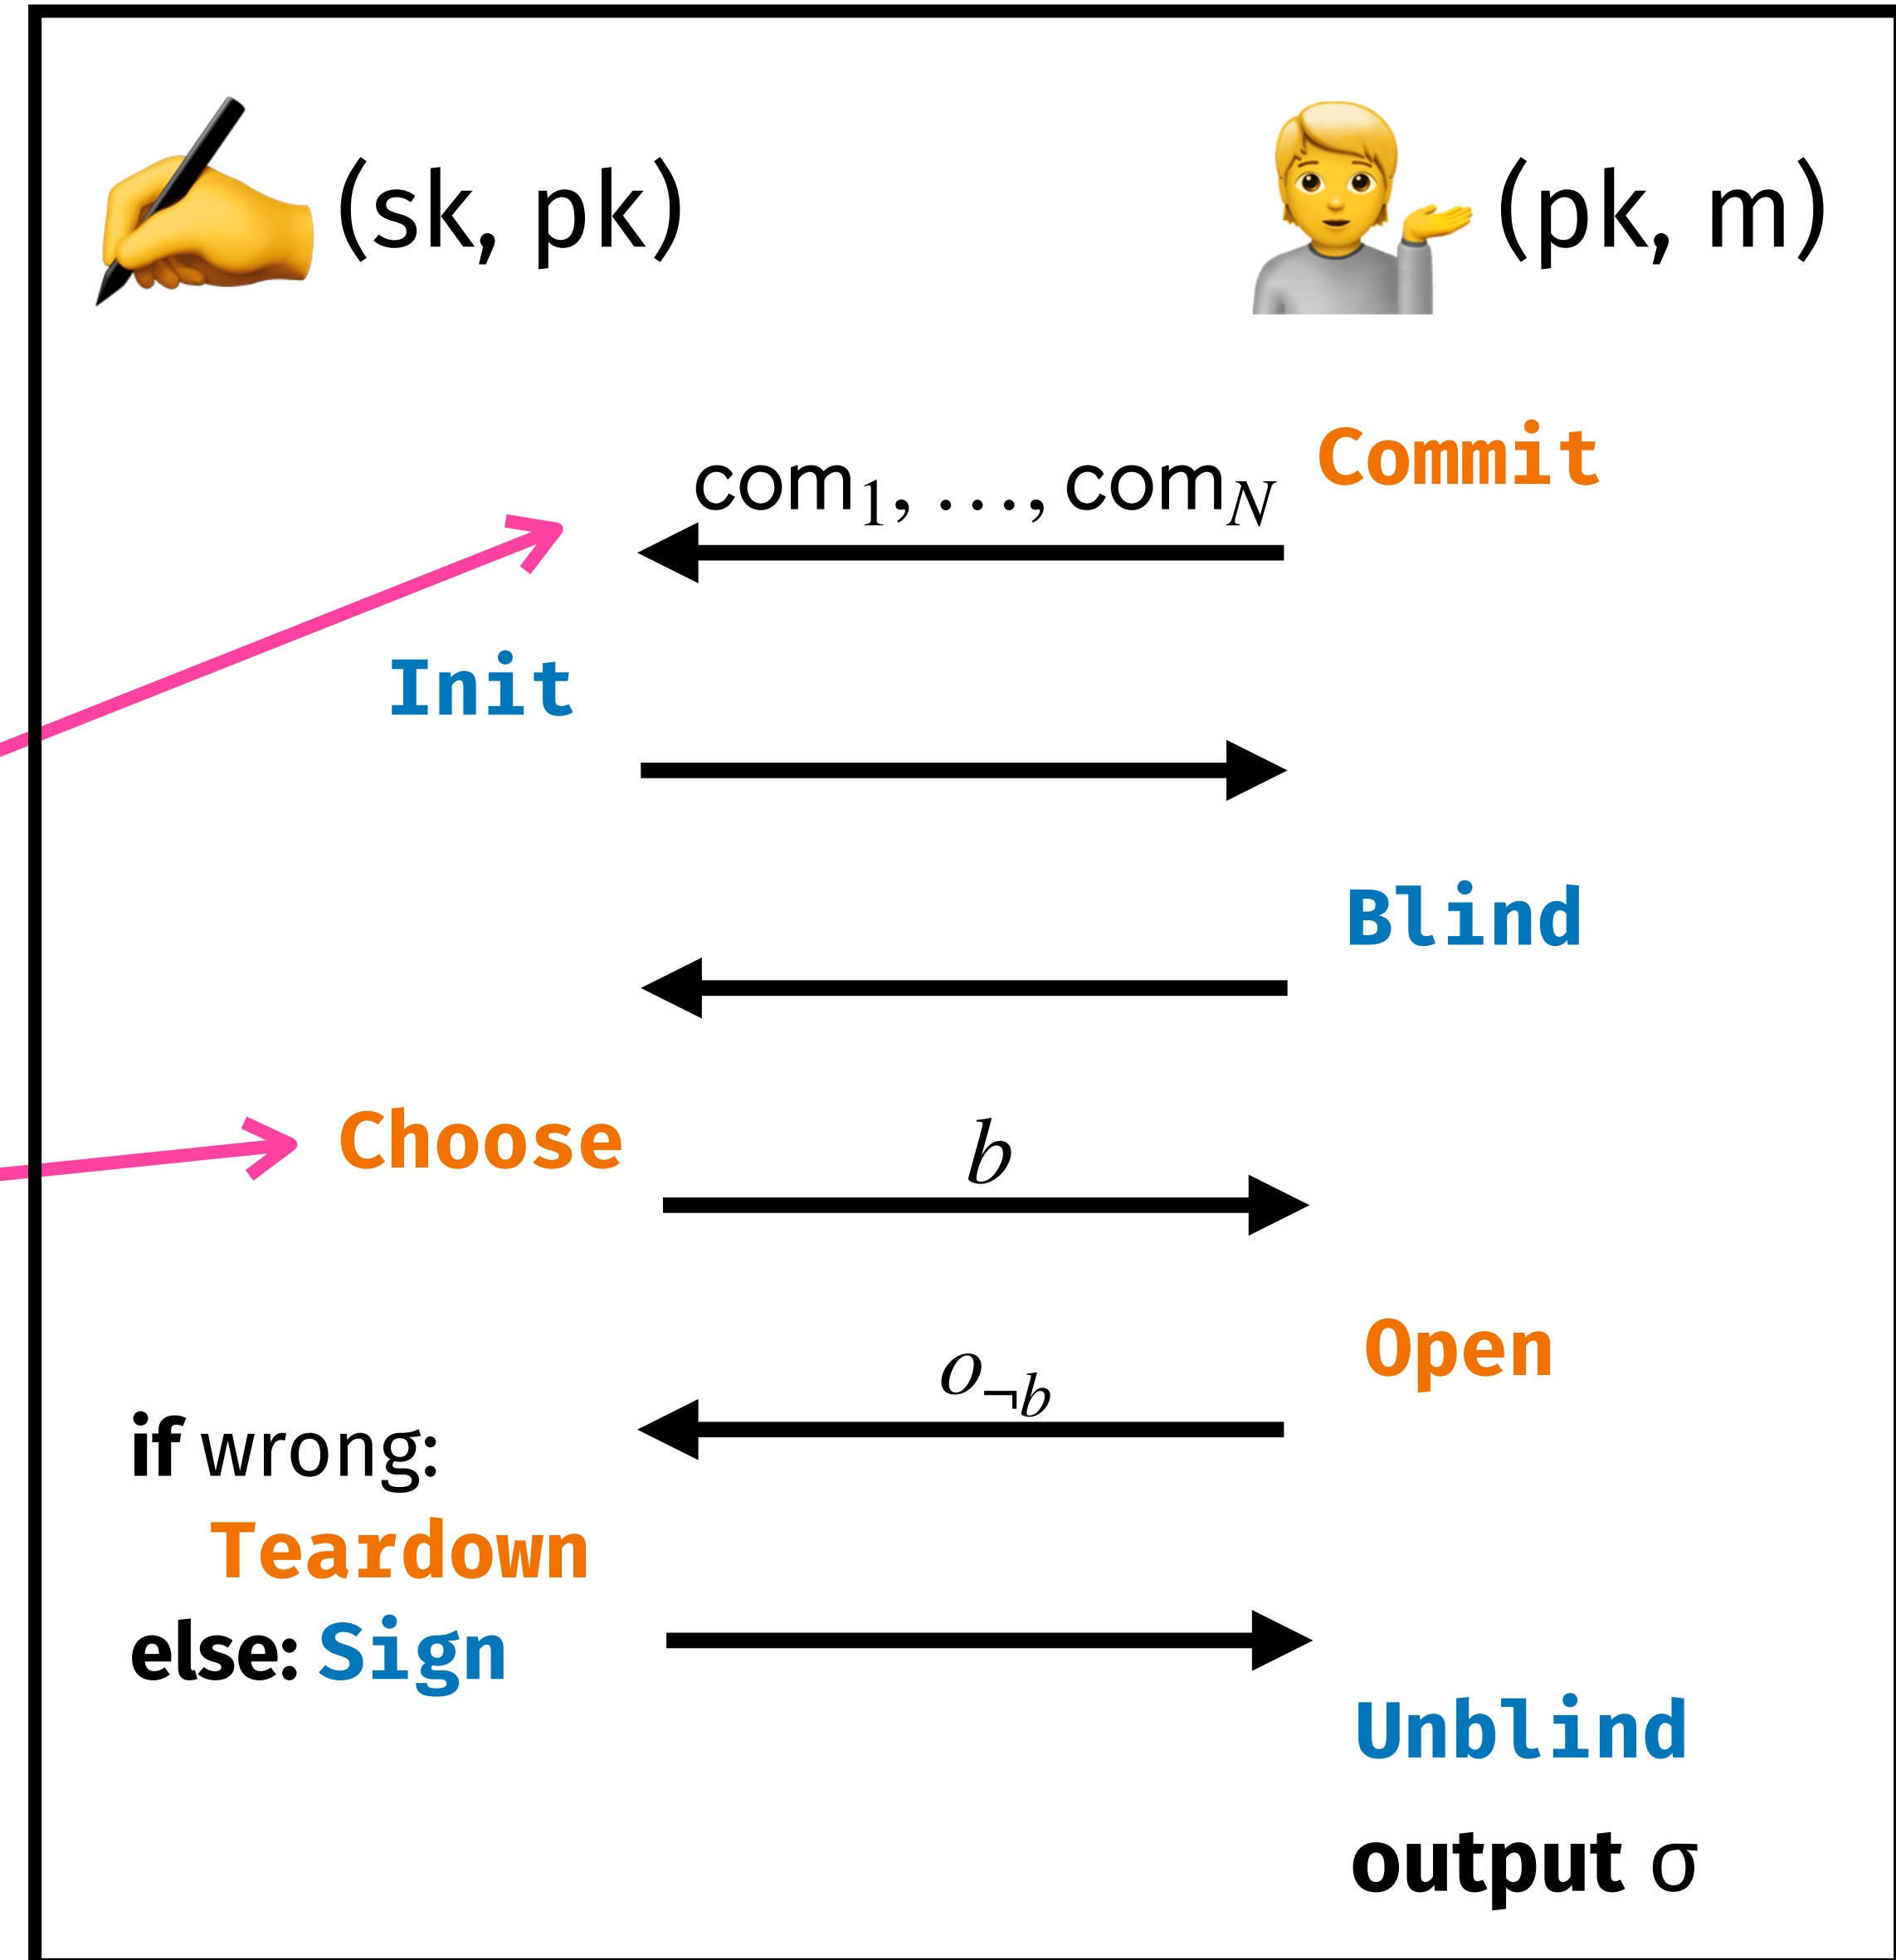 (sk, pk) (pk, m)
Commit
com₁, …, com_N
Init
Blind
Choose
b
Open
o_¬b
if wrong:
Teardown
else: Sign
Unblind
output σ